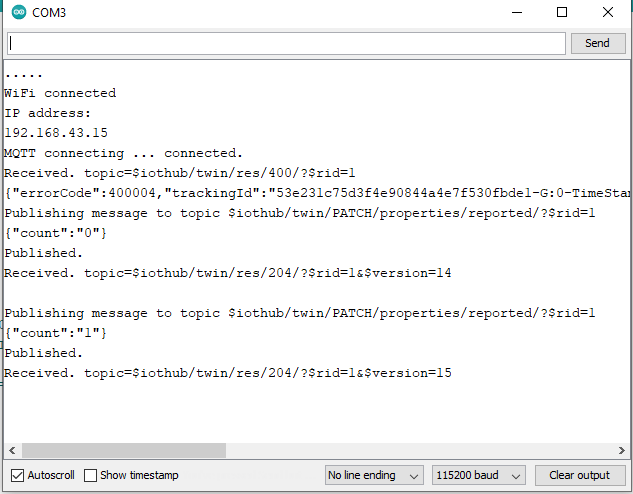 COM3
Send
.....
WiFi connected
IP address:
192.168.43.15
MQTT connecting ... connected.
Received. topic=$iothub/twin/res/400/?$rid=1
{"errorCode":400004,"trackingId":"53e231c75d3f4e90844a4e7f530fbde1-G:0-TimeStar
Publishing message to topic $iothub/twin/PATCH/properties/reported/?$rid=1
{"count":"0"}
Published.
Received. topic=$iothub/twin/res/204/?$rid=1&$version=14
Publishing message to topic $iothub/twin/PATCH/properties/reported/?$rid=1
{"count":"1"}
Published.
Received. topic=$iothub/twin/res/204/?$rid=1&$version=15
Autoscroll Show timestamp No line ending 115200 baud Clear output